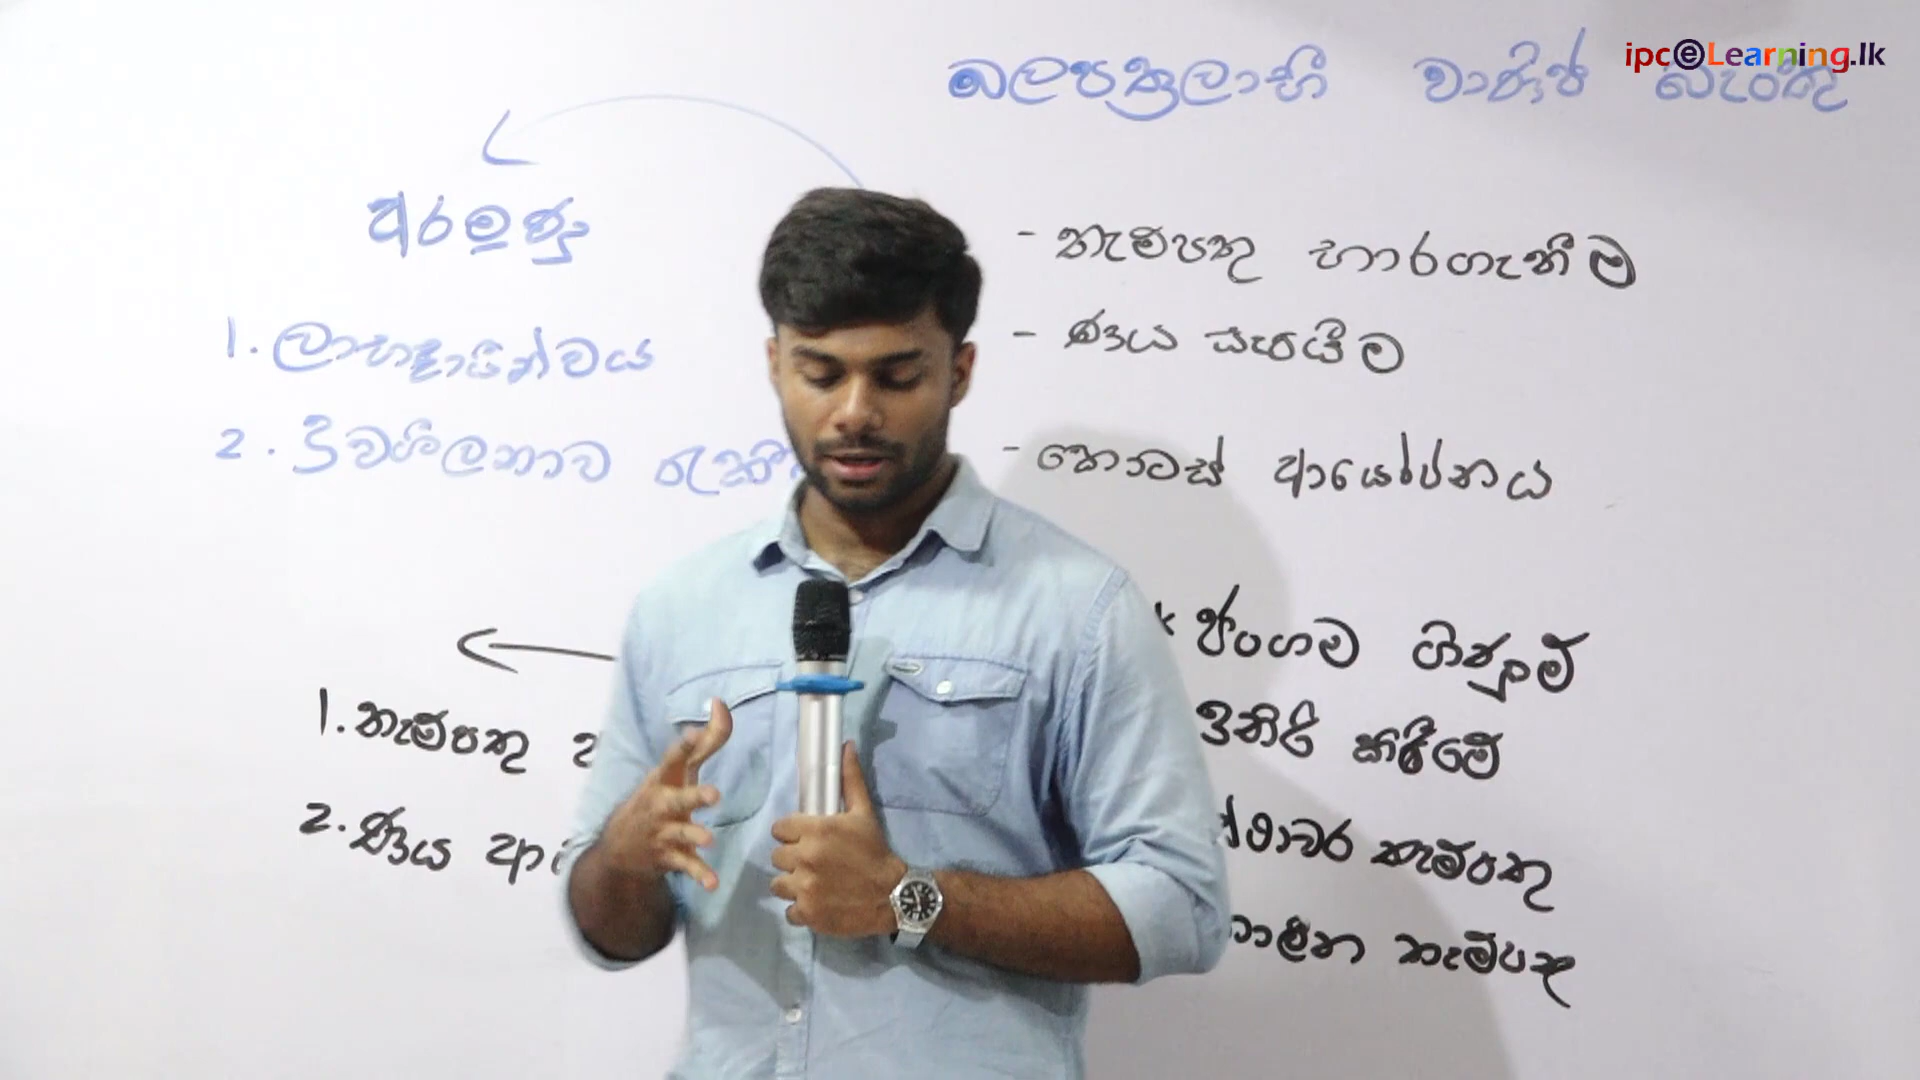 ipc eLearning.lk
බලපත්‍රලාභී වාණිජ බැංකු
අරමුණු
1. ලාභදායිත්වය
2. ද්‍රවශීලතාව
- තැම්පතු භාරගැනීම
- ණය සැපයීම
- කොටස් ආයෝජනය
* ජංගම ගිණුම්
ඉතිරි කිරීමේ
ස්ථාවර තැම්පතු
තැම්පතු
1. තැම්පතු
2. ණය